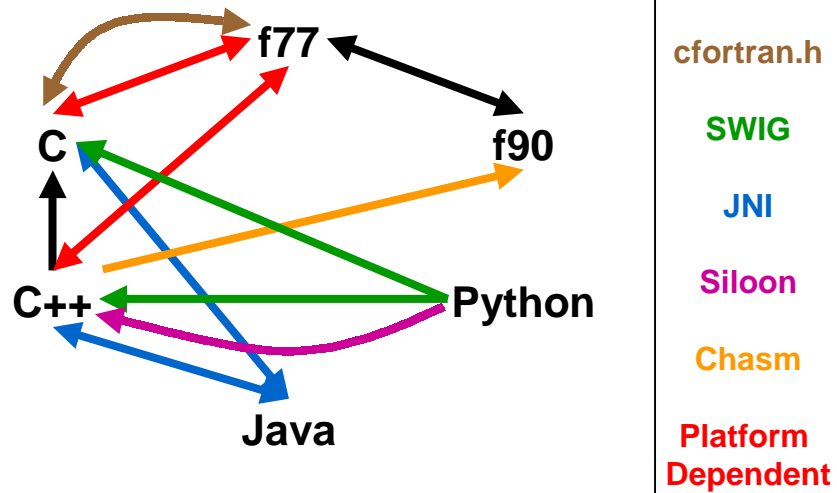 f77
C
f90
C++
Python
Java
cfortran.h
SWIG
JNI
Siloon
Chasm
Platform
Dependent